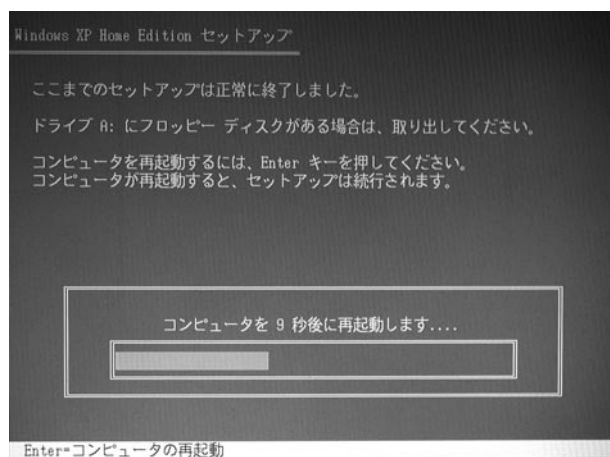 Windows XP Home Edition セットアップ
ここまでのセットアップは正常に終了しました。
ドライブ A: にフロッピー ディスクがある場合は、取り出してください。
コンピュータを再起動するには、Enter キーを押してください。
コンピュータが再起動すると、セットアップは続行されます。
コンピュータを 9 秒後に再起動します....
Enter=コンピュータの再起動